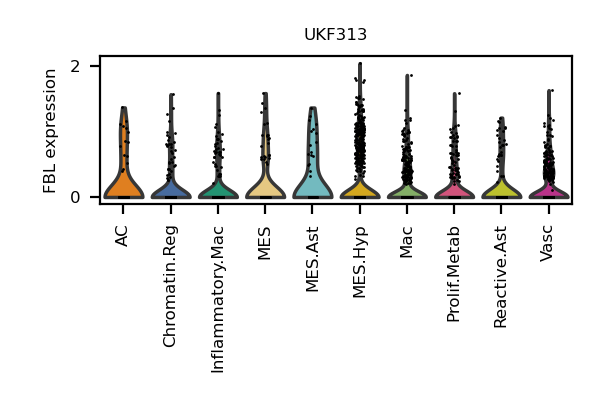 UKF313
FBL expression
2
0
AC
Chromatin.Reg
Inflammatory.Mac
MES
MES.Ast
MES.Hyp
Mac
Prolif.Metab
Reactive.Ast
Vasc